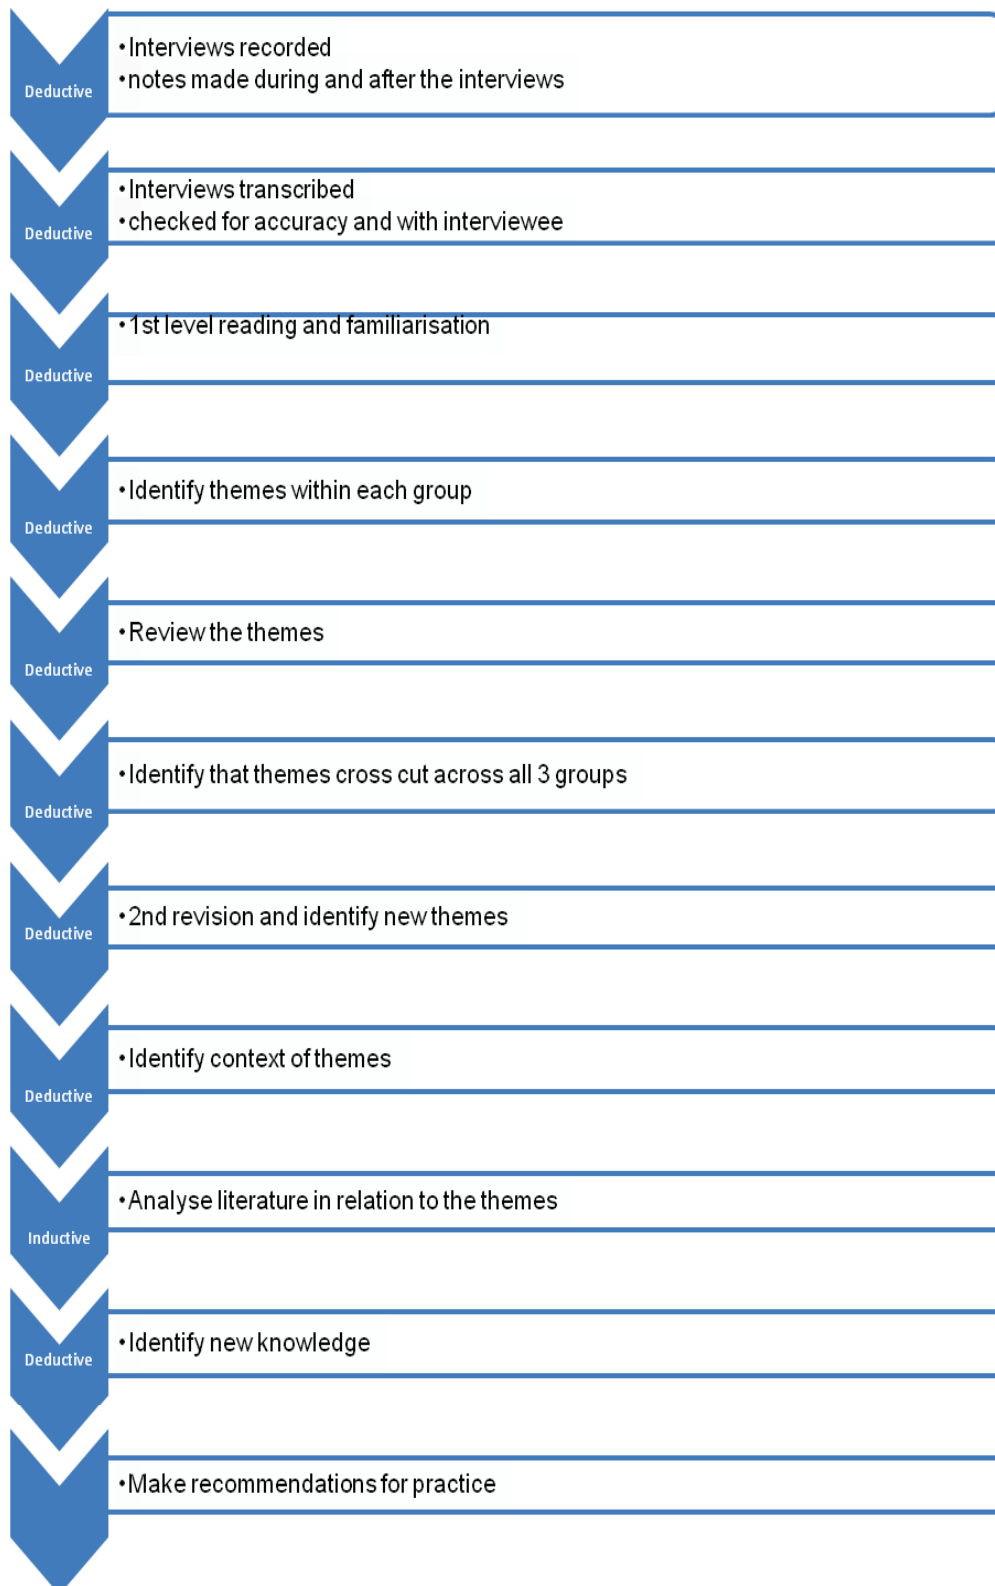 • Interviews recorded
• notes made during and after the interviews
Deductive
• Interviews transcribed
• checked for accuracy and with interviewee
Deductive
• 1st level reading and familiarisation
Deductive
• Identify themes within each group
Deductive
• Review the themes
Deductive
• Identify that themes cross cut across all 3 groups
Deductive
• 2nd revision and identify new themes
Deductive
• Identify context of themes
Deductive
• Analyse literature in relation to the themes
Inductive
• Identify new knowledge
Deductive
• Make recommendations for practice